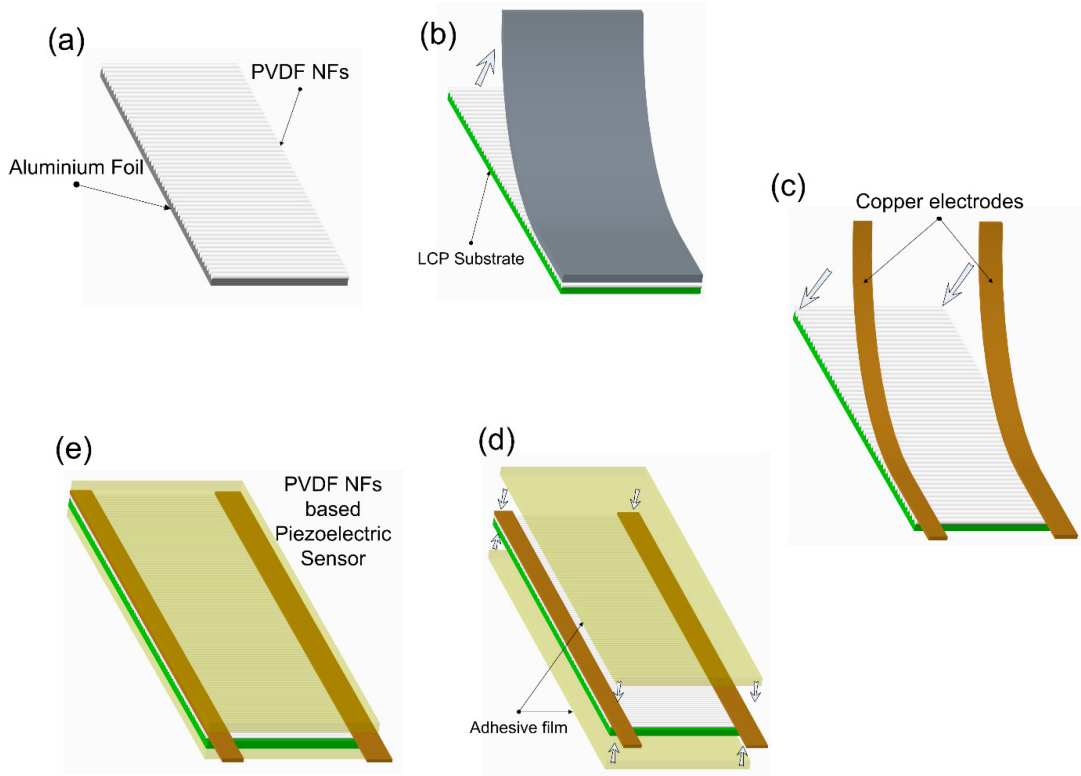 (a)
PVDF NFs
Aluminium Foil
(b)
LCP Substrate
(c)
Copper electrodes
(e)
PVDF NFs
based
Piezoelectric
Sensor
(d)
Adhesive film